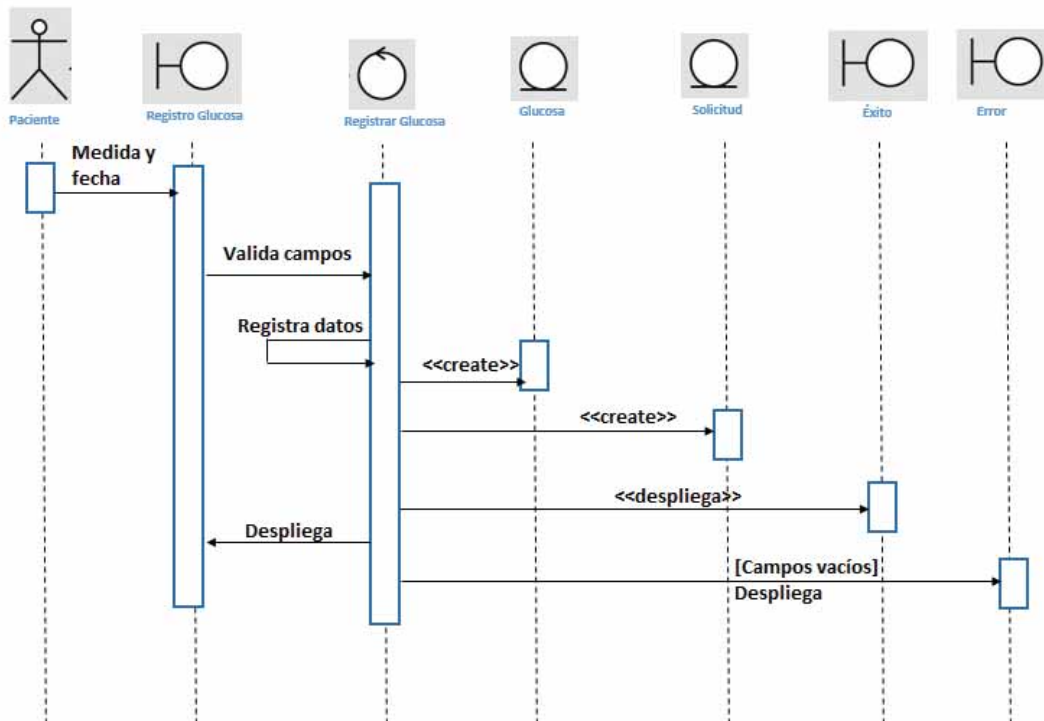 Paciente
Registro Glucosa
Registrar Glucosa
Glucosa
Solicitud
Éxito
Error
Medida y
fecha
Valida campos
Registra datos
<<create>>
<<create>>
<<despliega>>
Despliega
[Campos vacíos]
Despliega